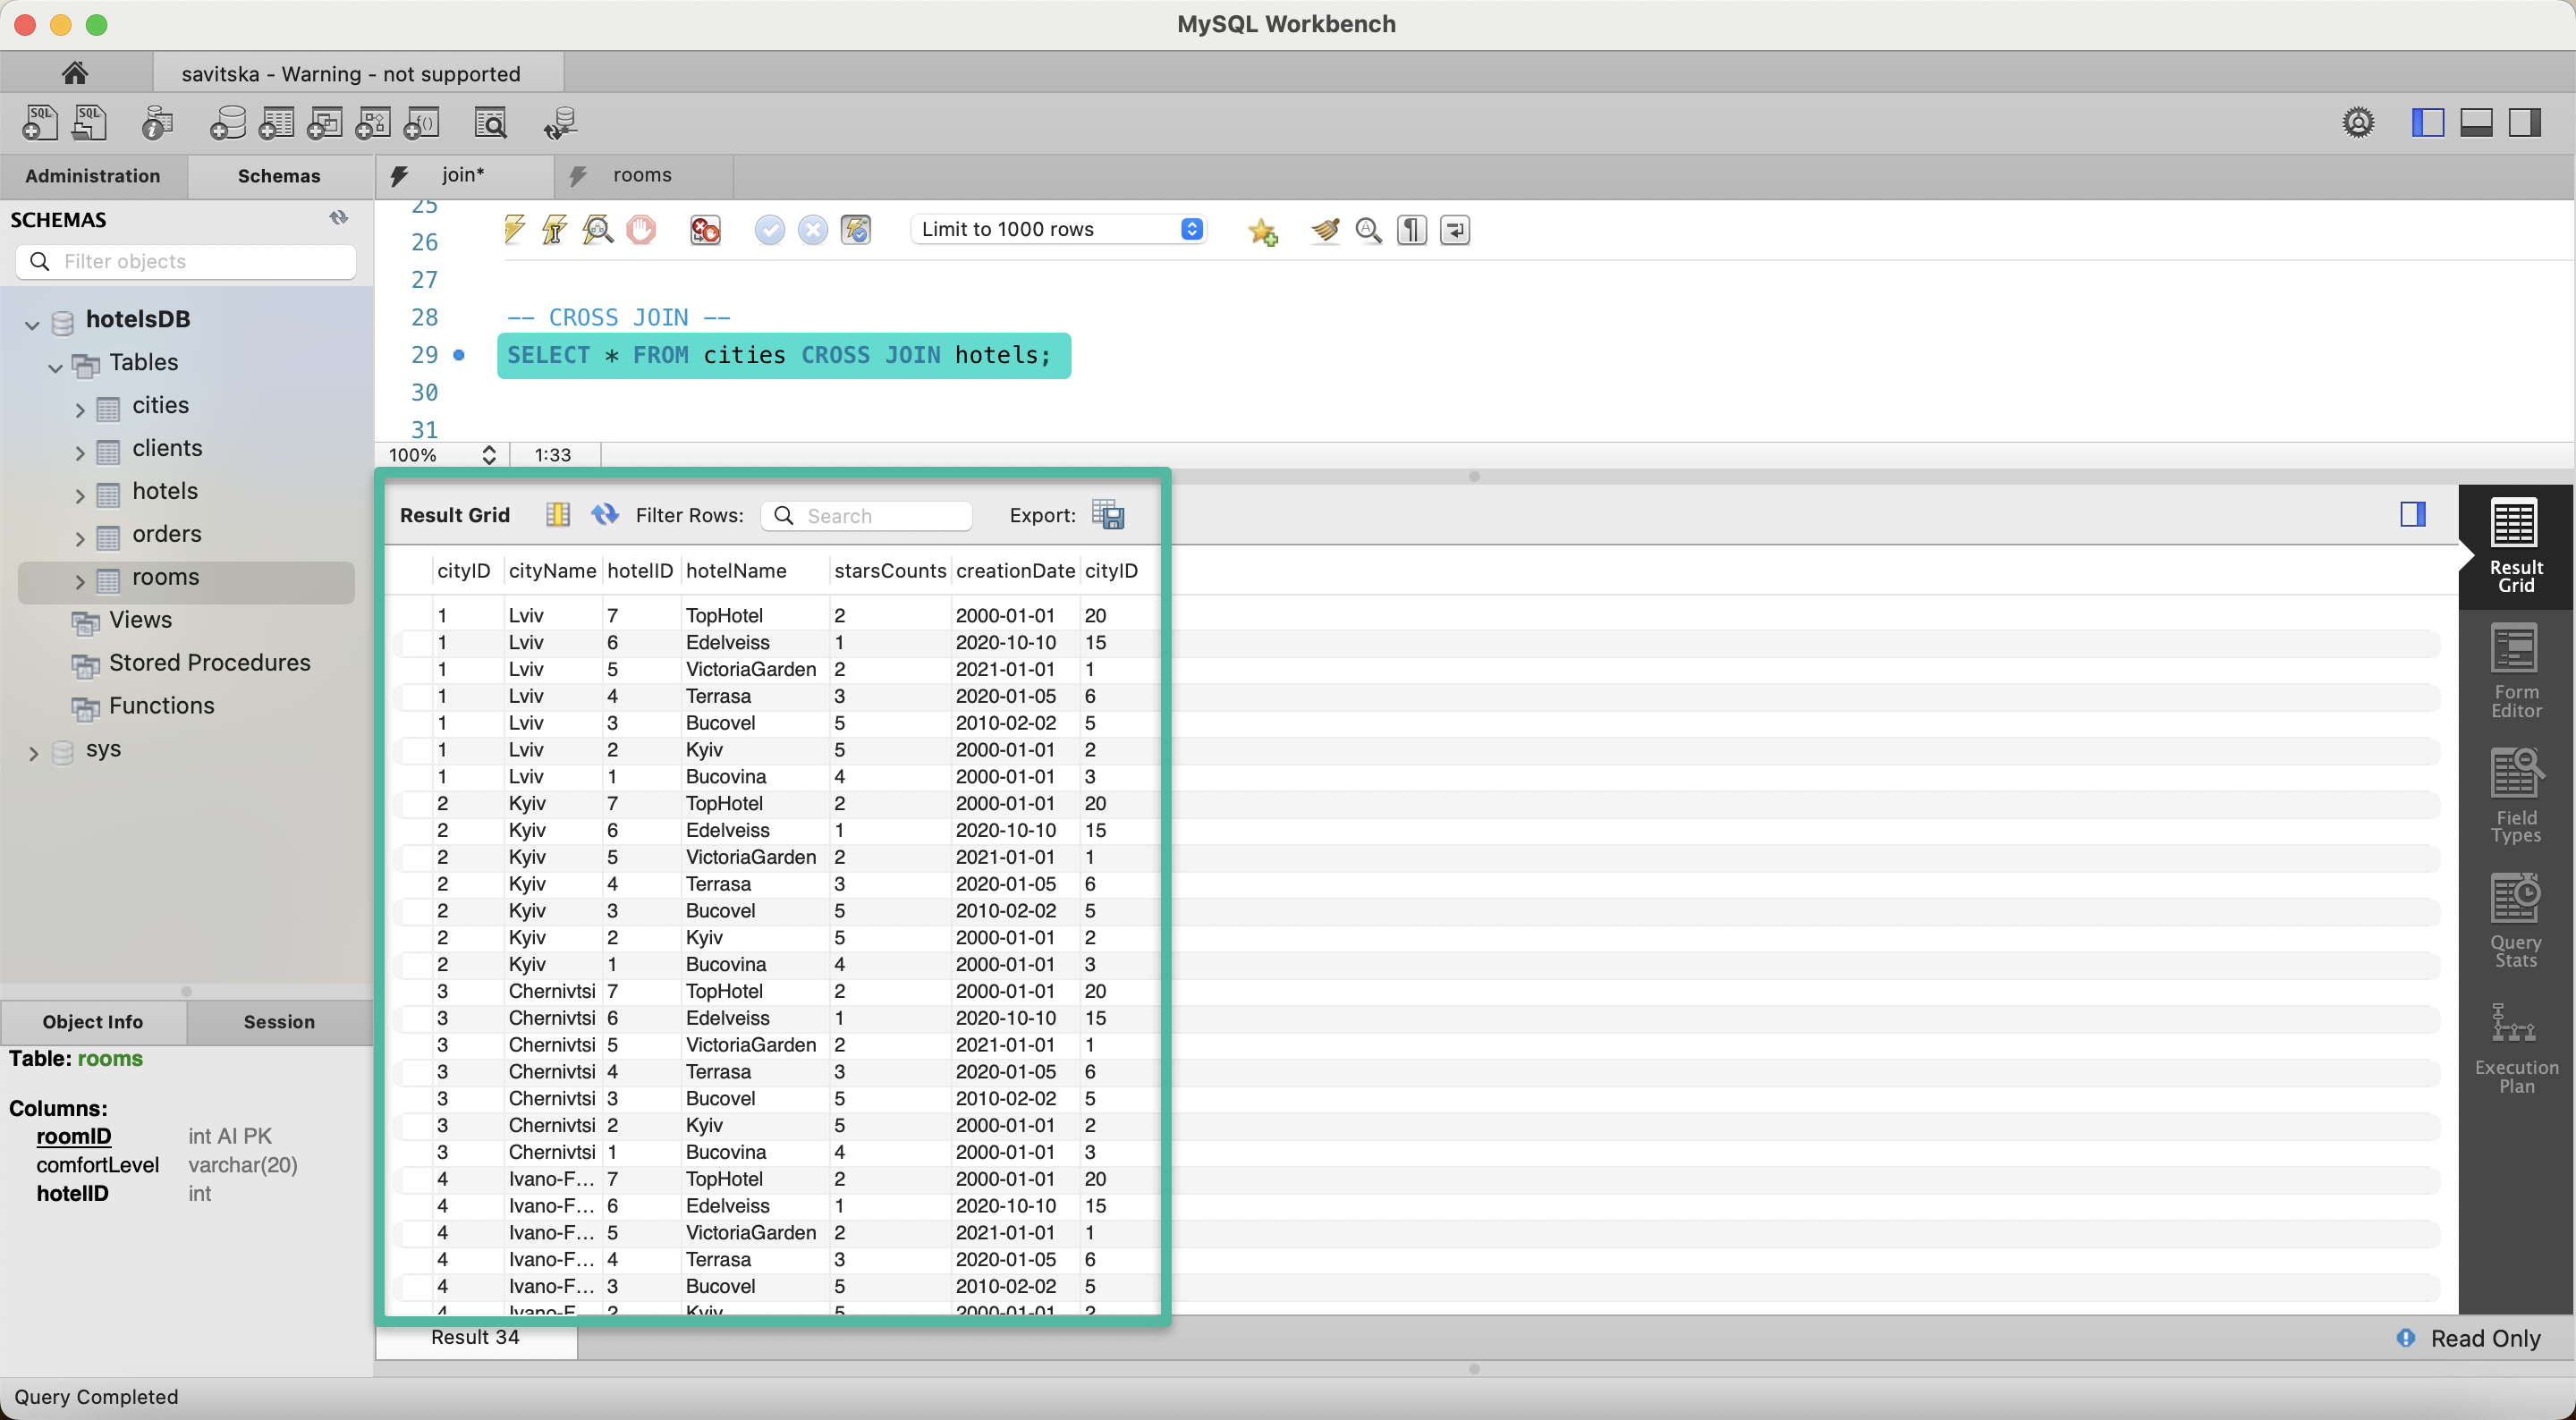 MySQL Workbench
savitska - Warning - not supported
SQL SQL
Administration Schemas join* rooms
SCHEMAS
Filter objects
hotelsDB
Tables
cities
clients
hotels
orders
rooms
Views
Stored Procedures
Functions
sys
25
26 Limit to 1000 rows
27
28 -- CROSS JOIN --
29 SELECT * FROM cities CROSS JOIN hotels;
30
31
100% 1:33
Result Grid Filter Rows: Search Export:
cityID cityName hotelID hotelName starsCounts creationDate cityID
1 Lviv 7 TopHotel 2 2000-01-01 20
1 Lviv 6 Edelveiss 1 2020-10-10 15
1 Lviv 5 VictoriaGarden 2 2021-01-01 1
1 Lviv 4 Terrasa 3 2020-01-05 6
1 Lviv 3 Bucovel 5 2010-02-02 5
1 Lviv 2 Kyiv 5 2000-01-01 2
1 Lviv 1 Bucovina 4 2000-01-01 3
2 Kyiv 7 TopHotel 2 2000-01-01 20
2 Kyiv 6 Edelveiss 1 2020-10-10 15
2 Kyiv 5 VictoriaGarden 2 2021-01-01 1
2 Kyiv 4 Terrasa 3 2020-01-05 6
2 Kyiv 3 Bucovel 5 2010-02-02 5
2 Kyiv 2 Kyiv 5 2000-01-01 2
2 Kyiv 1 Bucovina 4 2000-01-01 3
3 Chernivtsi 7 TopHotel 2 2000-01-01 20
3 Chernivtsi 6 Edelveiss 1 2020-10-10 15
3 Chernivtsi 5 VictoriaGarden 2 2021-01-01 1
3 Chernivtsi 4 Terrasa 3 2020-01-05 6
3 Chernivtsi 3 Bucovel 5 2010-02-02 5
3 Chernivtsi 2 Kyiv 5 2000-01-01 2
3 Chernivtsi 1 Bucovina 4 2000-01-01 3
4 Ivano-F... 7 TopHotel 2 2000-01-01 20
4 Ivano-F... 6 Edelveiss 1 2020-10-10 15
4 Ivano-F... 5 VictoriaGarden 2 2021-01-01 1
4 Ivano-F... 4 Terrasa 3 2020-01-05 6
4 Ivano-F... 3 Bucovel 5 2010-02-02 5
4 Ivano-F... 2 Kyiv 5 2000-01-01 2
Result 34
Result
Grid
Form
Editor
Field
Types
Query
Stats
Execution
Plan
Read Only
Object Info Session
Table: rooms
Columns:
roomID int AI PK
comfortLevel varchar(20)
hotelID int
Query Completed